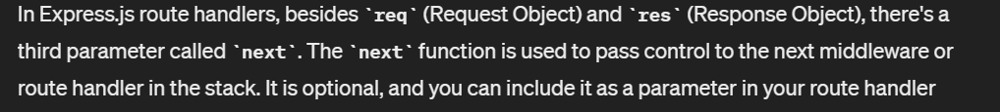 In Express.js route handlers, besides `req` (Request Object) and `res` (Response Object), there's a
third parameter called `next`. The `next` function is used to pass control to the next middleware or
route handler in the stack. It is optional, and you can include it as a parameter in your route handler